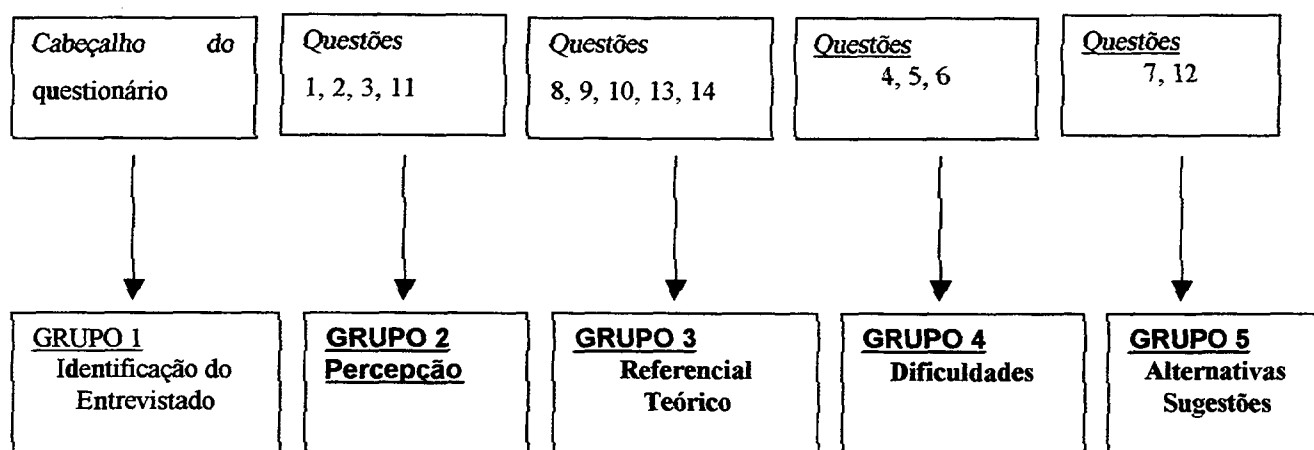 Cabeçalho do
questionário
Questões
1, 2, 3, 11
Questões
8, 9, 10, 13, 14
Questões
4, 5, 6
Questões
7, 12
GRUPO 1
Identificação do
Entrevistado
GRUPO 2
Percepção
GRUPO 3
Referencial
Teórico
GRUPO 4
Dificuldades
GRUPO 5
Alternativas
Sugestões